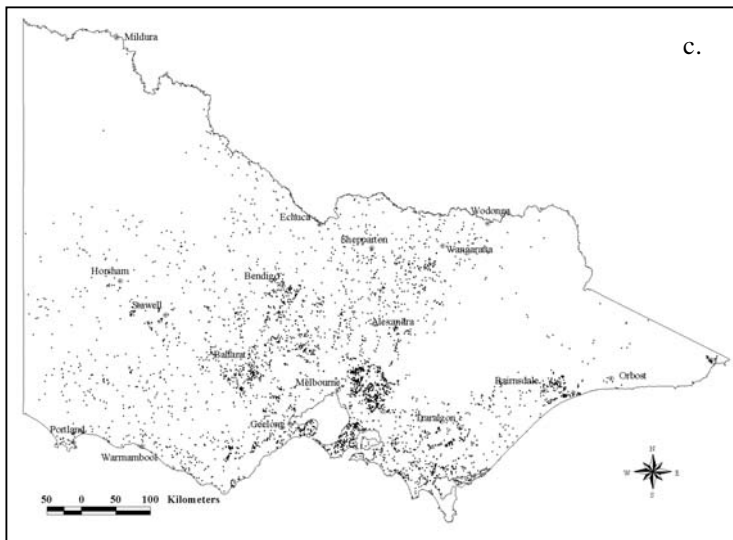 Mildura
c.
Echuca
Wodonga
Shepparton
Wangaratta
Horsham
Bendigo
Stawell
Alexandra
Ballarat
Melbourne
Bairnsdale
Orbost
Geelong
Traralgon
Portland
Warrnambool
N
W E
S
50 0 50 100 Kilometers